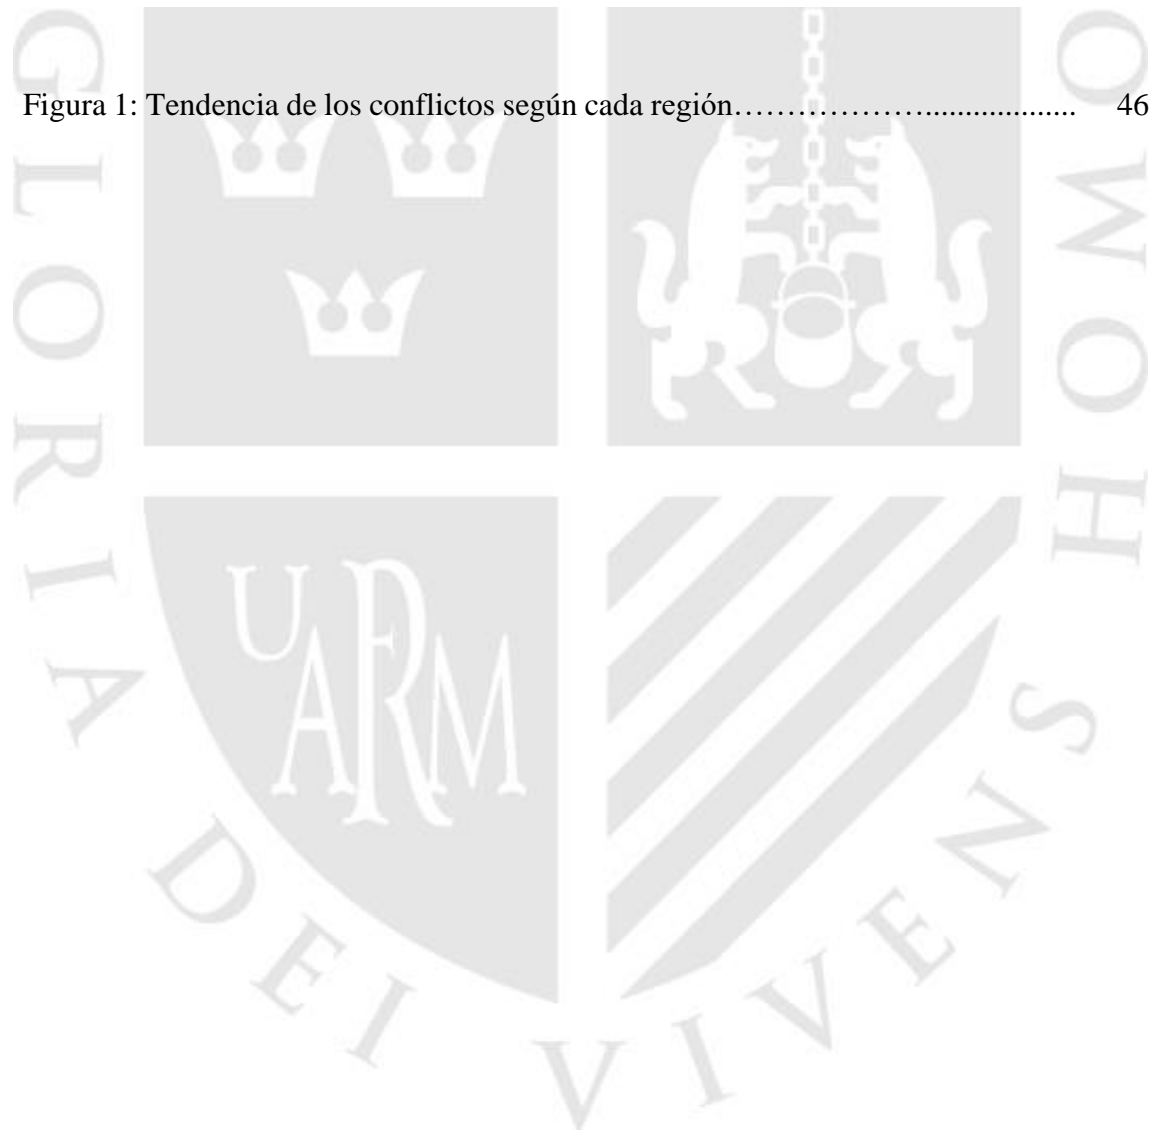 Figura 1: Tendencia de los conflictos según cada región……………….................... 46
GLORIA DEI VIVENS HOMO
UARM